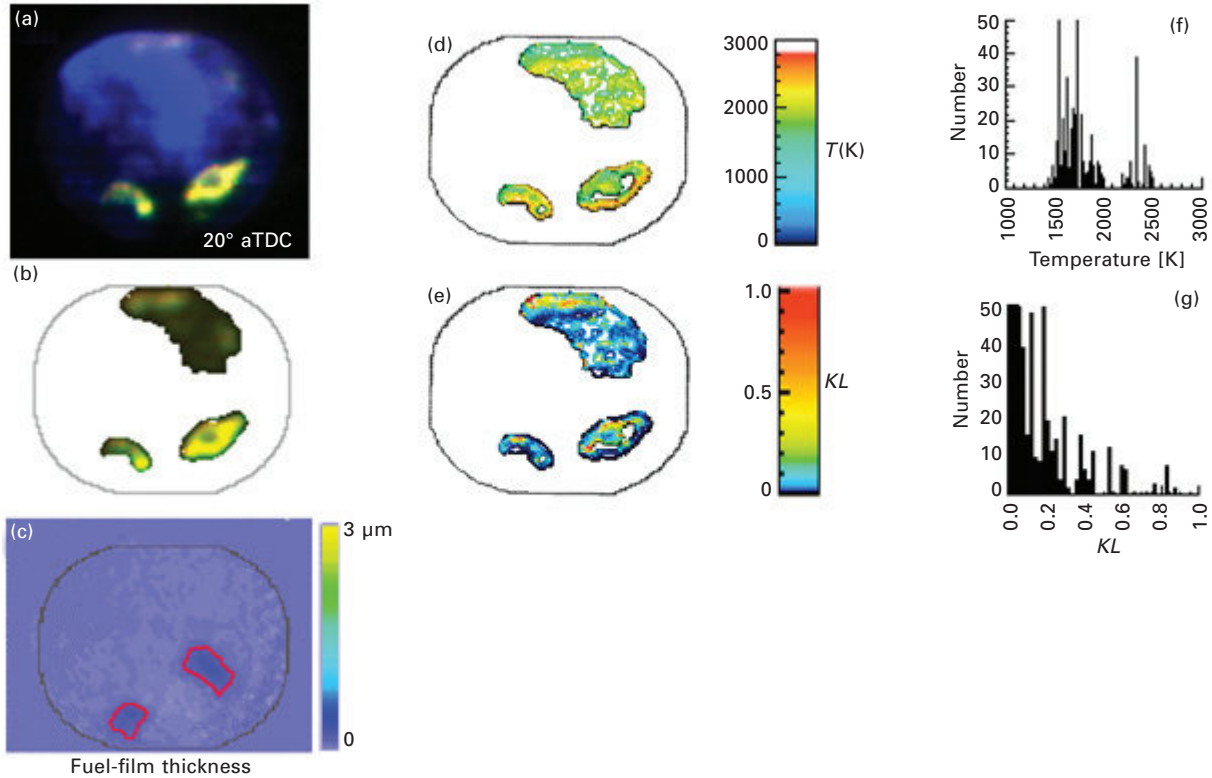 (a)
20° aTDC
(b)
(c)
3 µm
0
Fuel-film thickness
(d)
3000
2000
1000
0
T(K)
(e)
1.0
0.5
0
KL
(f)
50
40
30
20
10
0
Number
1000
1500
2000
2500
3000
Temperature [K]
(g)
50
40
30
20
10
0
Number
0.0
0.2
0.4
0.6
0.8
1.0
KL